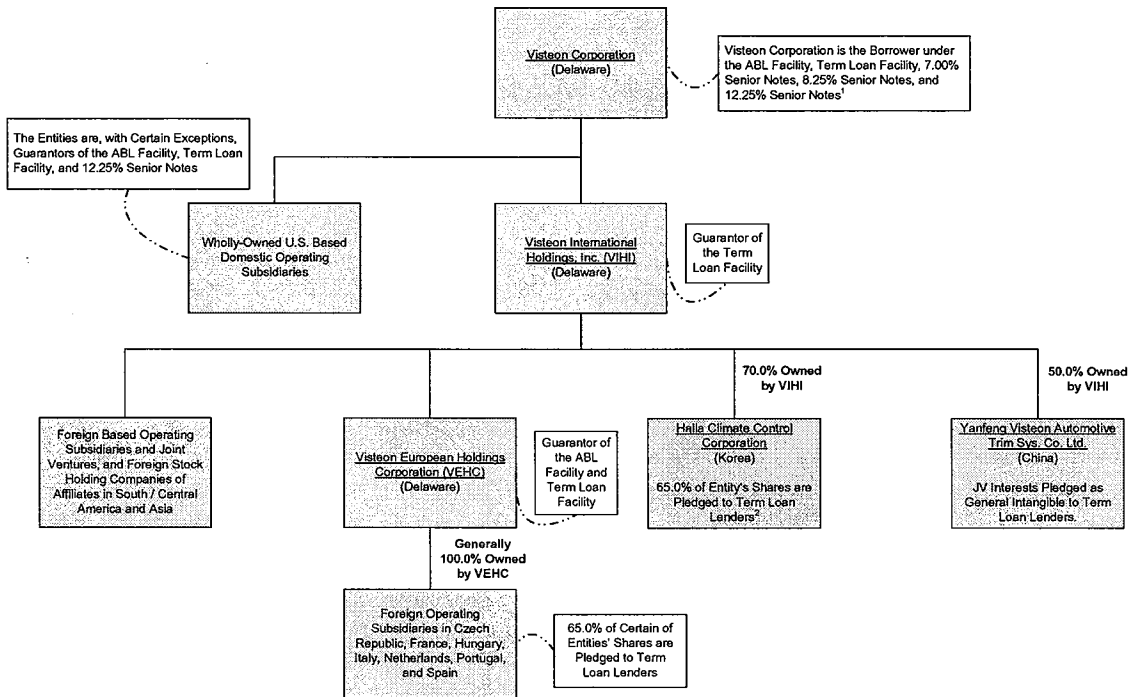 Visteon Corporation
(Delaware)
Visteon Corporation is the Borrower under
the ABL Facility, Term Loan Facility, 7.00%
Senior Notes, 8.25% Senior Notes, and
12.25% Senior Notes¹
The Entities are, with Certain Exceptions,
Guarantors of the ABL Facility, Term Loan
Facility, and 12.25% Senior Notes
Wholly-Owned U.S. Based
Domestic Operating
Subsidiaries
Visteon International
Holdings, Inc. (VIHI)
(Delaware)
Guarantor of
the Term
Loan Facility
70.0% Owned
by VIHI
50.0% Owned
by VIHI
Foreign Based Operating
Subsidiaries and Joint
Ventures, and Foreign Stock
Holding Companies of
Affiliates in South / Central
America and Asia
Visteon European Holdings
Corporation (VEHC)
(Delaware)
Guarantor of
the ABL
Facility and
Term Loan
Facility
Halla Climate Control
Corporation
(Korea)
65.0% of Entity's Shares are
Pledged to Term Loan
Lenders²
Yanfeng Visteon Automotive
Trim Sys. Co. Ltd.
(China)
JV Interests Pledged as
General Intangible to Term
Loan Lenders.
Generally
100.0% Owned
by VEHC
Foreign Operating
Subsidiaries in Czech
Republic, France, Hungary,
Italy, Netherlands, Portugal,
and Spain
65.0% of Certain of
Entities' Shares are
Pledged to Term
Loan Lenders